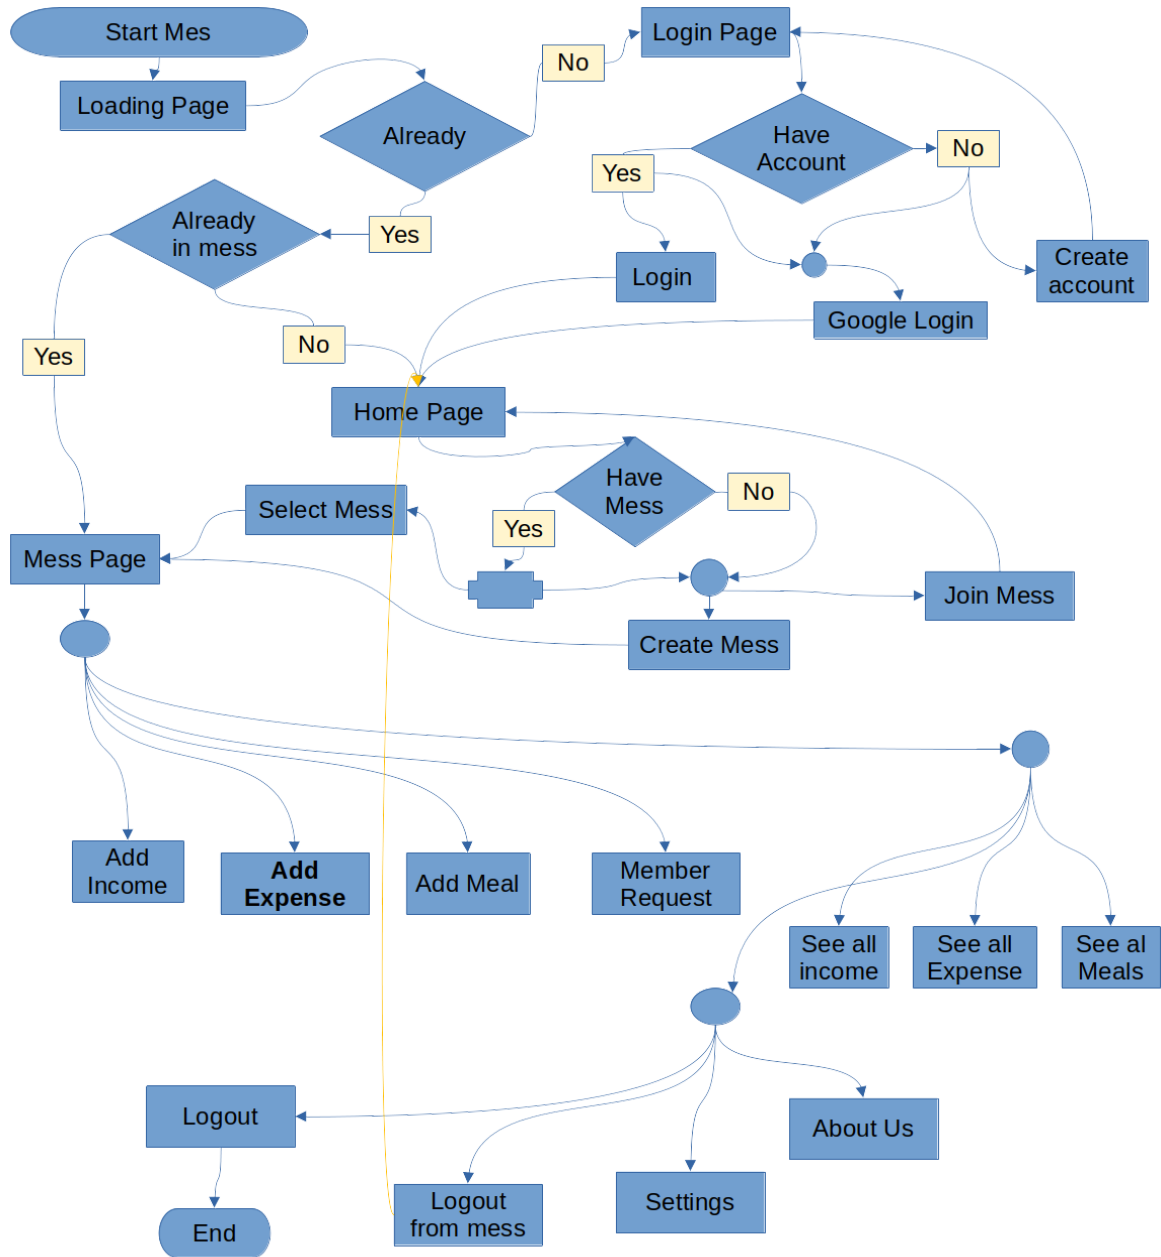 Start Mes
Login Page
No
Loading Page
Already
Have
Account
No
Yes
Already
in mess
Yes
Login
Create
account
Google Login
No
Yes
Home Page
Have
Mess
No
Select Mess
Yes
Mess Page
Join Mess
Create Mess
Add
Income
Add
Expense
Add Meal
Member
Request
See all
income
See all
Expense
See al
Meals
Logout
About Us
Logout
from mess
Settings
End